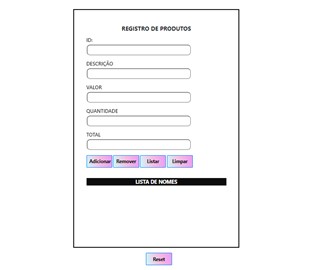 REGISTRO DE PRODUTOS
ID:
DESCRIÇÃO
VALOR
QUANTIDADE
TOTAL
Adicionar Remover Listar Limpar
LISTA DE NOMES
Reset